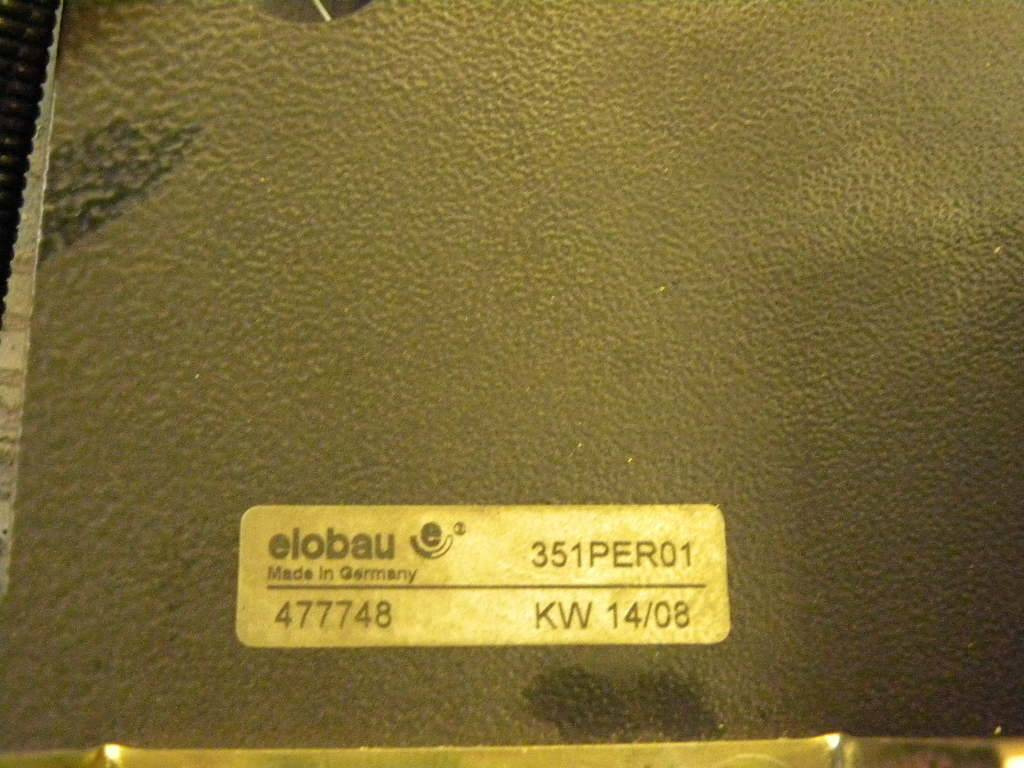 elobau e ®
351PER01
Made in Germany
477748
KW 14/08